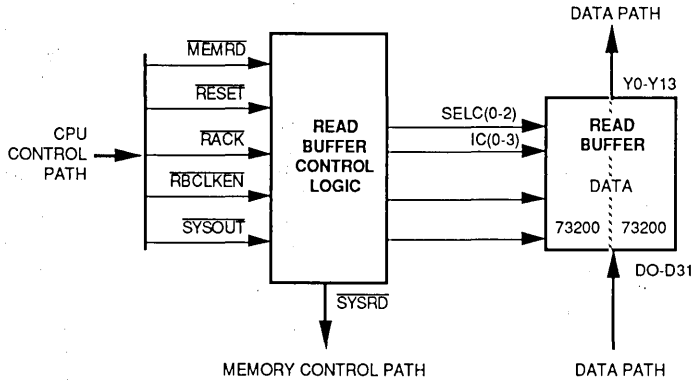 DATA PATH
Y0-Y13
MEMRD
RESET
RACK
RBCLKEN
SYSOUT
CPU
CONTROL
PATH
READ
BUFFER
CONTROL
LOGIC
SELC(0-2)
IC(0-3)
READ
BUFFER
DATA
73200 73200
DO-D31
SYSRD
MEMORY CONTROL PATH
DATA PATH